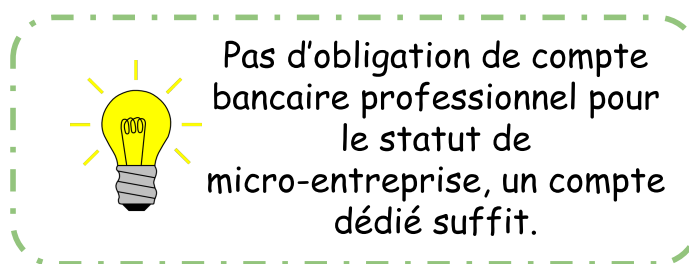 Pas d’obligation de compte
bancaire professionnel pour
le statut de
micro-entreprise, un compte
dédié suffit.